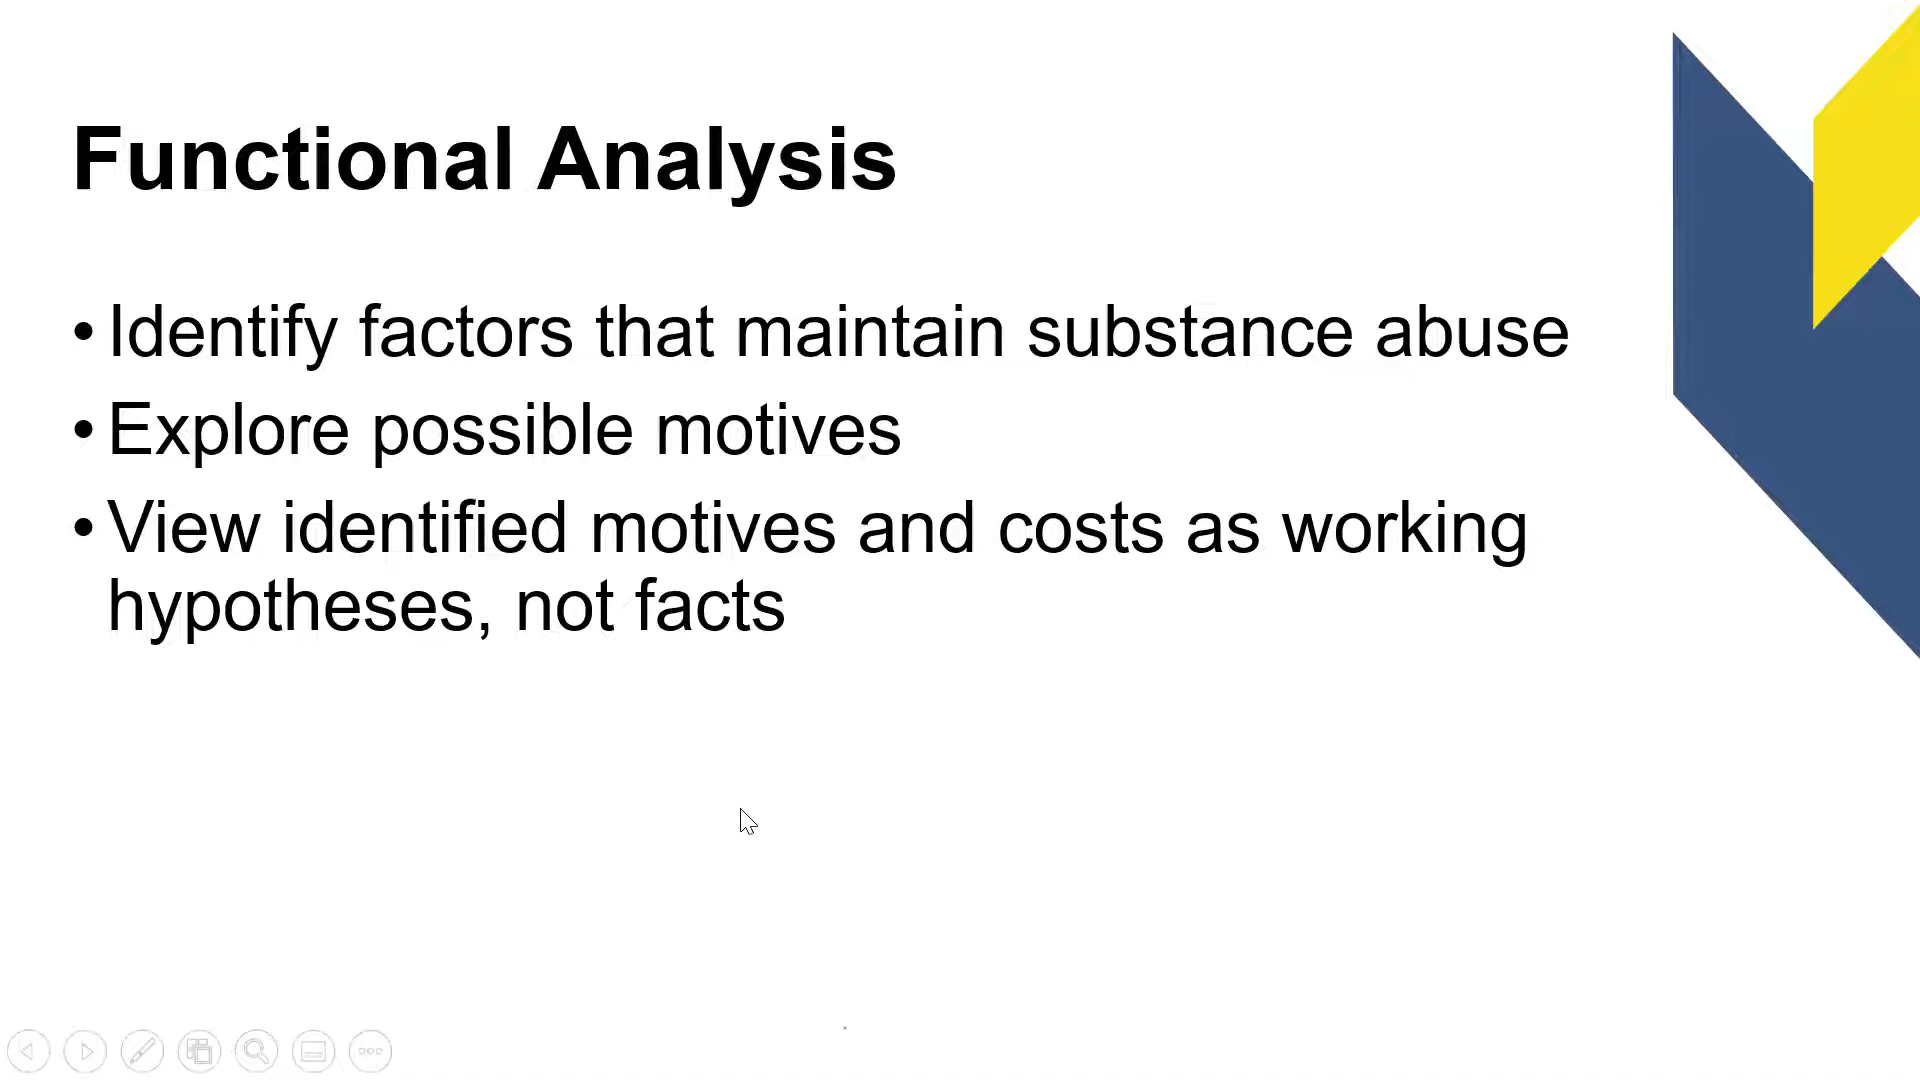 Functional Analysis
• Identify factors that maintain substance abuse
• Explore possible motives
• View identified motives and costs as working
hypotheses, not facts